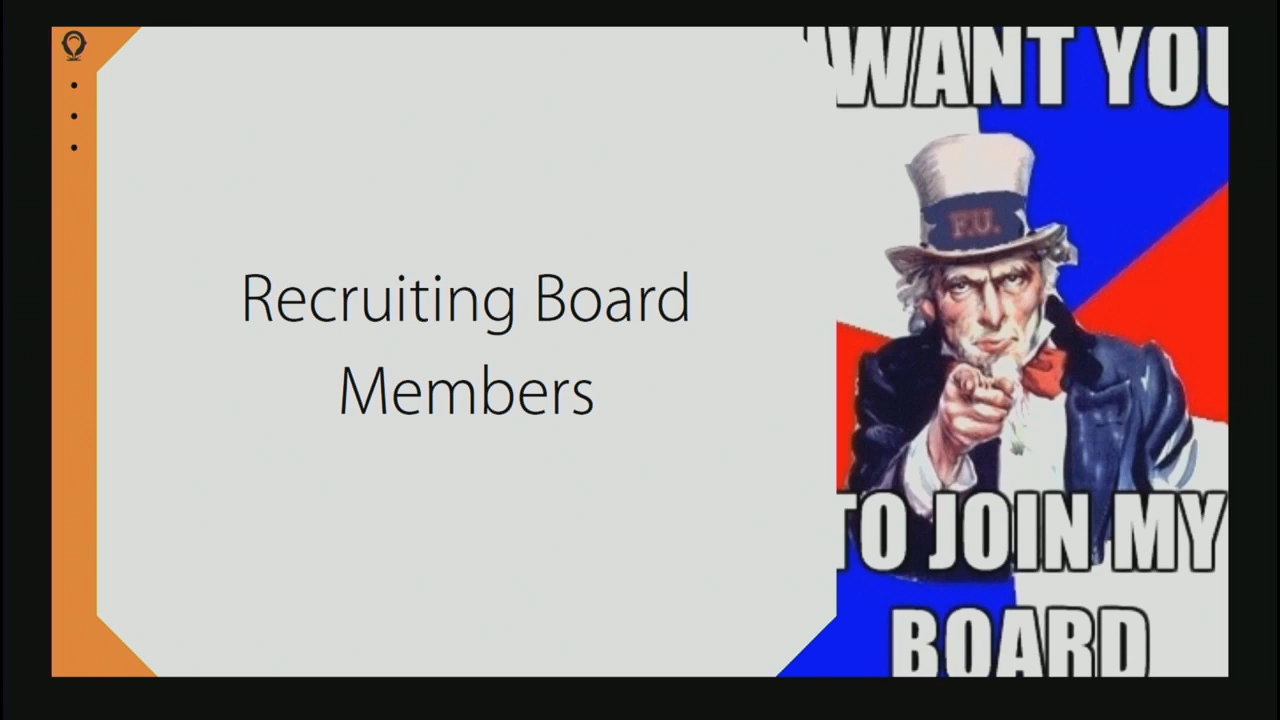 Recruiting Board
Members
WANT YOU
F.U.
TO JOIN MY
BOARD